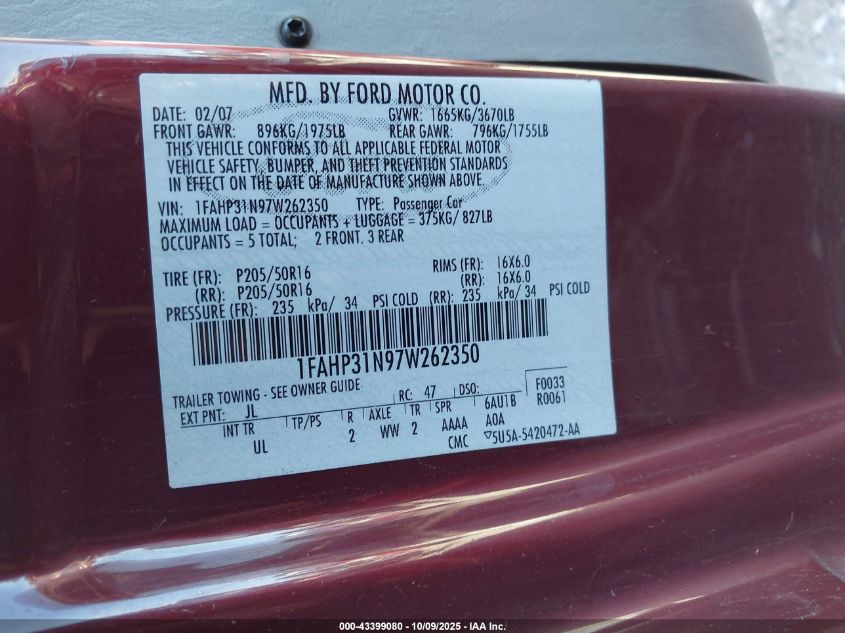 MFD. BY FORD MOTOR CO.
DATE: 02/07 GVWR: 1665KG/3670LB
FRONT GAWR: 896KG/1975LB REAR GAWR: 796KG/1755LB
THIS VEHICLE CONFORMS TO ALL APPLICABLE FEDERAL MOTOR
VEHICLE SAFETY, BUMPER, AND THEFT PREVENTION STANDARDS
IN EFFECT ON THE DATE OF MANUFACTURE SHOWN ABOVE.
VIN: 1FAHP31N97W262350 TYPE: Passenger Car
MAXIMUM LOAD = OCCUPANTS + LUGGAGE = 375KG/ 827LB
OCCUPANTS = 5 TOTAL; 2 FRONT. 3 REAR
TIRE (FR): P205/50R16 RIMS (FR): 16X6.0
(RR): P205/50R16 (RR): 16X6.0
PRESSURE (FR): 235 kPa/ 34 PSI COLD (RR): 235 kPa/ 34 PSI COLD
1FAHP31N97W262350
TRAILER TOWING - SEE OWNER GUIDE
EXT PNT: JL RC: 47 DSO: F0033
INT TR TP/PS R AXLE TR SPR 6AU1B R0061
UL 2 WW 2 AAAA A0A
CMC ▽5U5A-5420472-AA
000-43399080 - 10/09/2025 - IAA Inc.